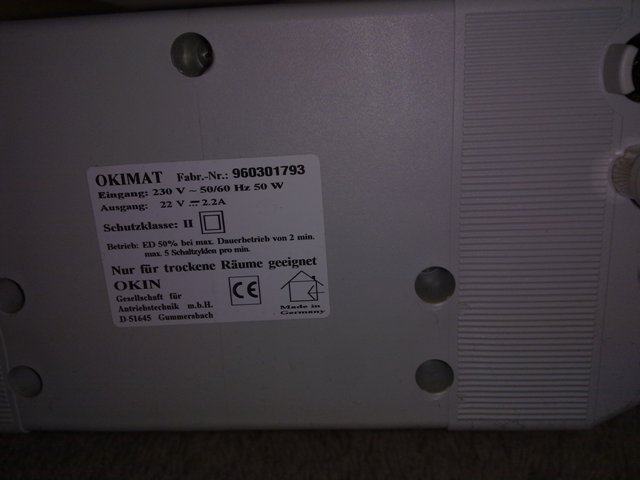 OKIMAT Fabr.-Nr.: 960301793
Eingang: 230 V ~ 50/60 Hz 50 W
Ausgang: 22 V ⎓ 2.2A
Schutzklasse: II
Betrieb: ED 50% bei max. Dauerbetrieb von 2 min.
max. 5 Schaltzyklen pro min.
Nur für trockene Räume geeignet
OKIN
Gesellschaft für
Antriebstechnik m.b.H.
D-51645 Gummersbach
CE
Made in
Germany